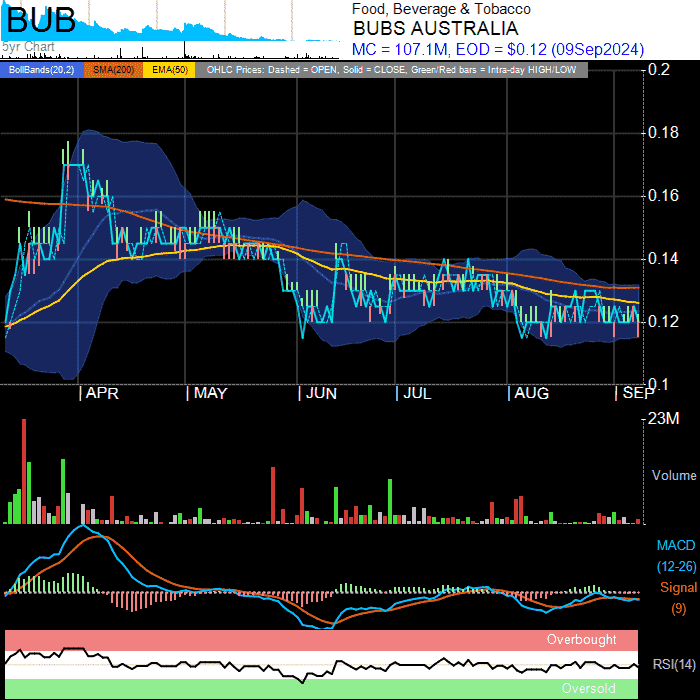 BUB
Food, Beverage & Tobacco
BUBS AUSTRALIA
5yr Chart
MC = 107.1M, EOD = $0.12 (09Sep2024)
BollBands(20,2) SMA(200) EMA(50) OHLC Prices: Dashed = OPEN, Solid = CLOSE, Green/Red bars = Intra-day HIGH/LOW
0.2
0.18
0.16
0.14
0.12
0.1
APR MAY JUN JUL AUG SEP
23M
Volume
MACD
(12-26)
Signal
(9)
Overbought
RSI(14)
Oversold